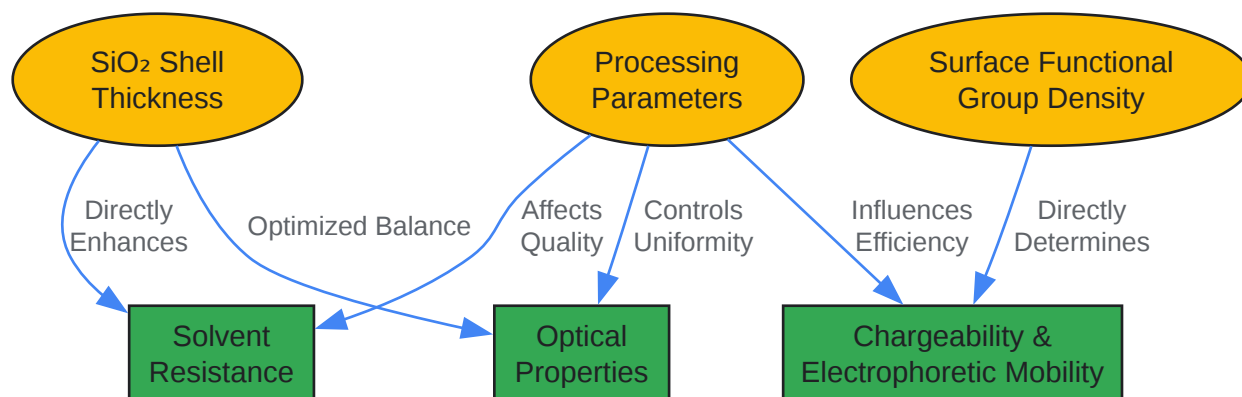 SiO₂ Shell
Thickness
Processing
Parameters
Surface Functional
Group Density
Directly
Enhances
Optimized Balance
Affects
Quality
Controls
Uniformity
Influences
Efficiency
Directly
Determines
Solvent
Resistance
Optical
Properties
Chargeability &
Electrophoretic Mobility